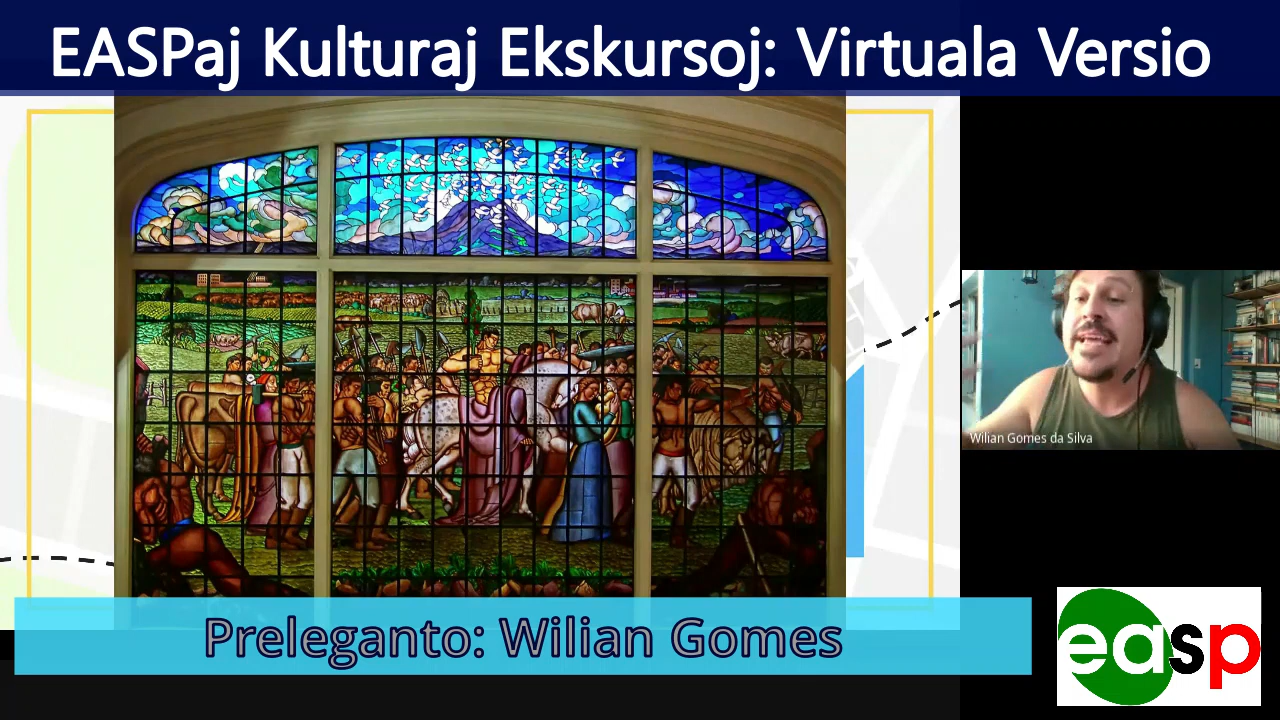 EASPaj Kulturaj Ekskursoj: Virtuala Versio
Wilian Gomes da Silva
Preleganto: Wilian Gomes
easp